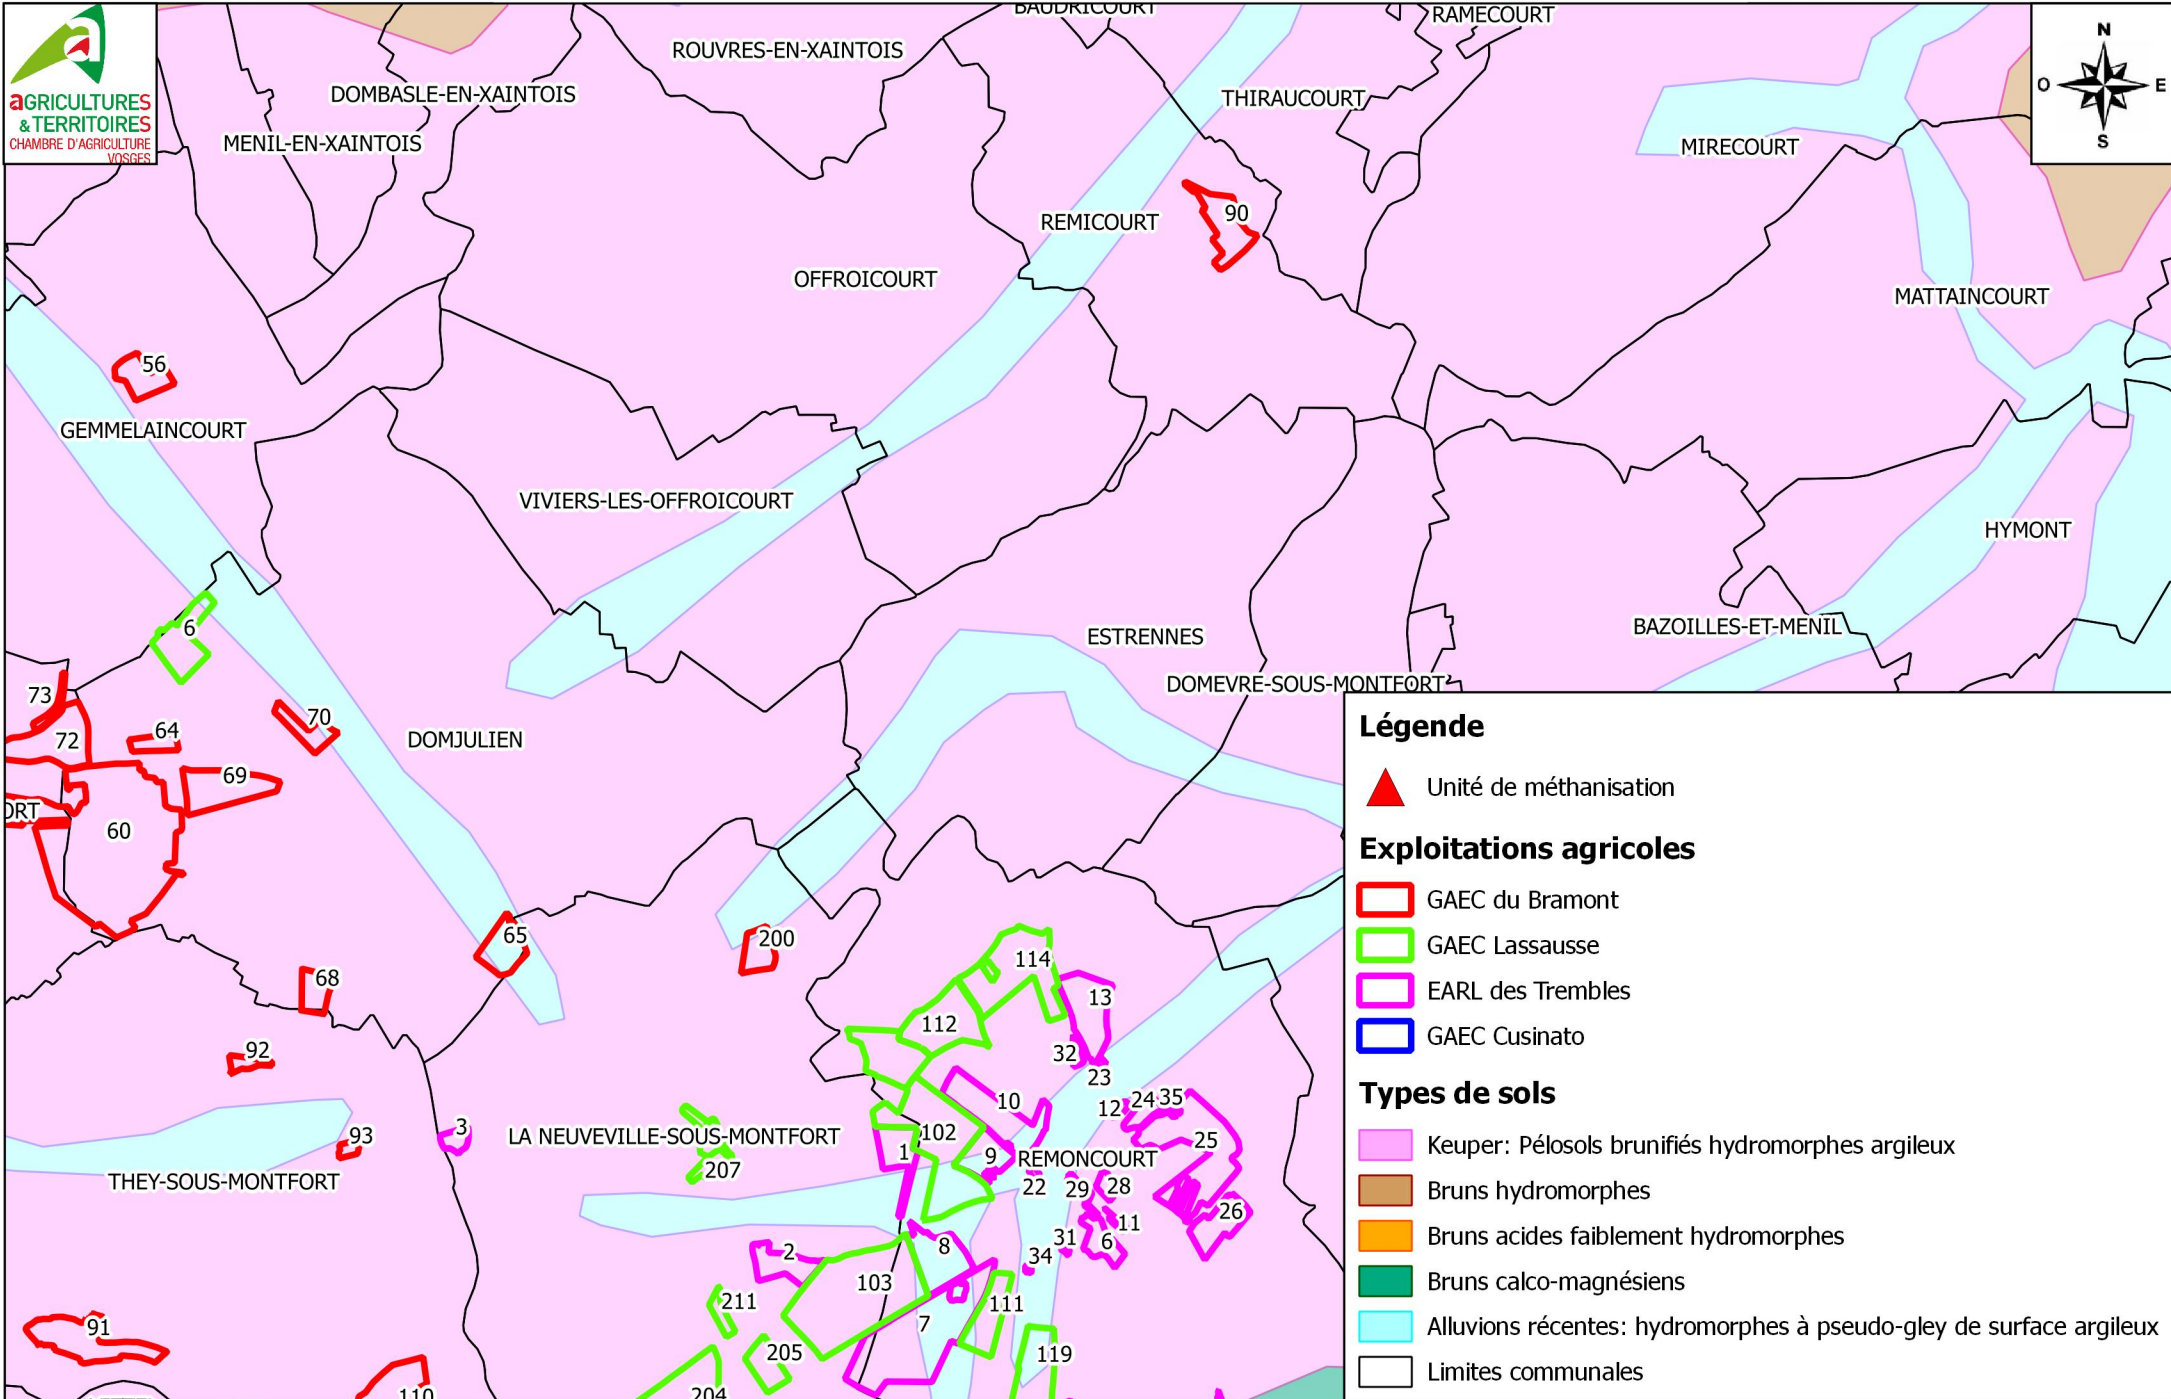 BAUDRICOURT
RAMECOURT
N
O
E
S
ROUVRES-EN-XAINTOIS
DOMBASLE-EN-XAINTOIS
THIRAUCOURT
aGRICULTURES
& TERRITOIRES
CHAMBRE D'AGRICULTURE
VOSGES
MENIL-EN-XAINTOIS
MIRECOURT
REMICOURT
90
OFFROICOURT
MATTAINCOURT
56
GEMMELAINCOURT
VIVIERS-LES-OFFROICOURT
HYMONT
6
ESTRENNES
BAZOILLES-ET-MENIL
DOMEVRE-SOUS-MONTFORT
73
70
64
72
DOMJULIEN
69
ORT
60
65
200
68
114
13
112
92
32
23
10
12
24
35
93
3
LA NEUVEVILLE-SOUS-MONTFORT
102
1
25
9
REMONCOURT
207
THEY-SOUS-MONTFORT
22
29
28
26
11
31
6
8
2
34
103
211
111
7
91
205
119
110
204
Légende
Unité de méthanisation
Exploitations agricoles
GAEC du Bramont
GAEC Lassausse
EARL des Trembles
GAEC Cusinato
Types de sols
Keuper: Pélosols brunifiés hydromorphes argileux
Bruns hydromorphes
Bruns acides faiblement hydromorphes
Bruns calco-magnésiens
Alluvions récentes: hydromorphes à pseudo-gley de surface argileux
Limites communales